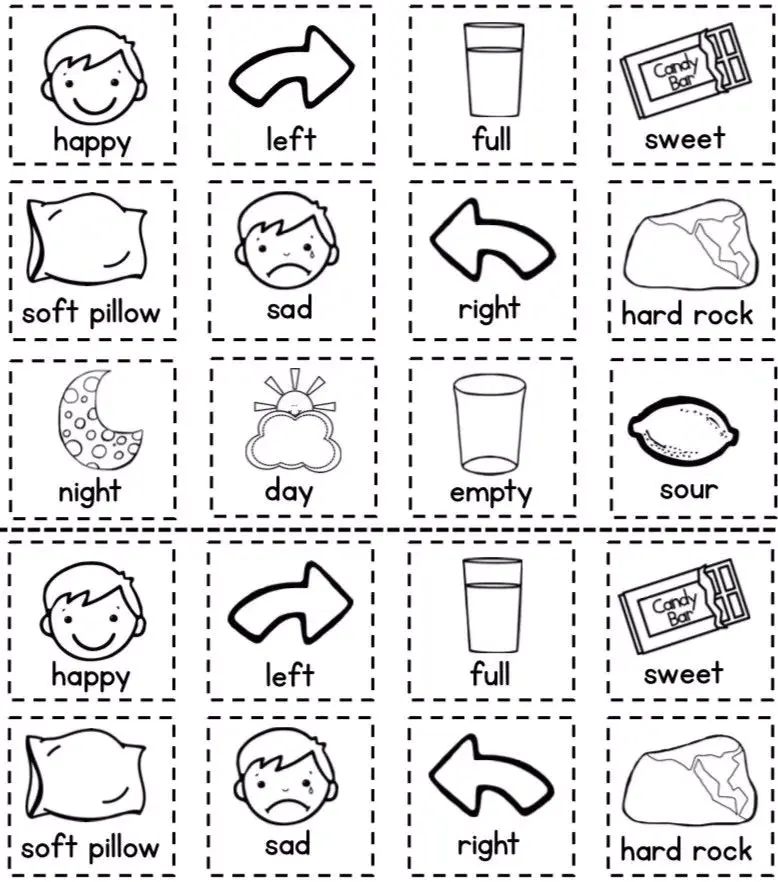 Candy
Bar
happy left full sweet
soft pillow sad right hard rock
night day empty sour
Candy
Bar
happy left full sweet
soft pillow sad right hard rock